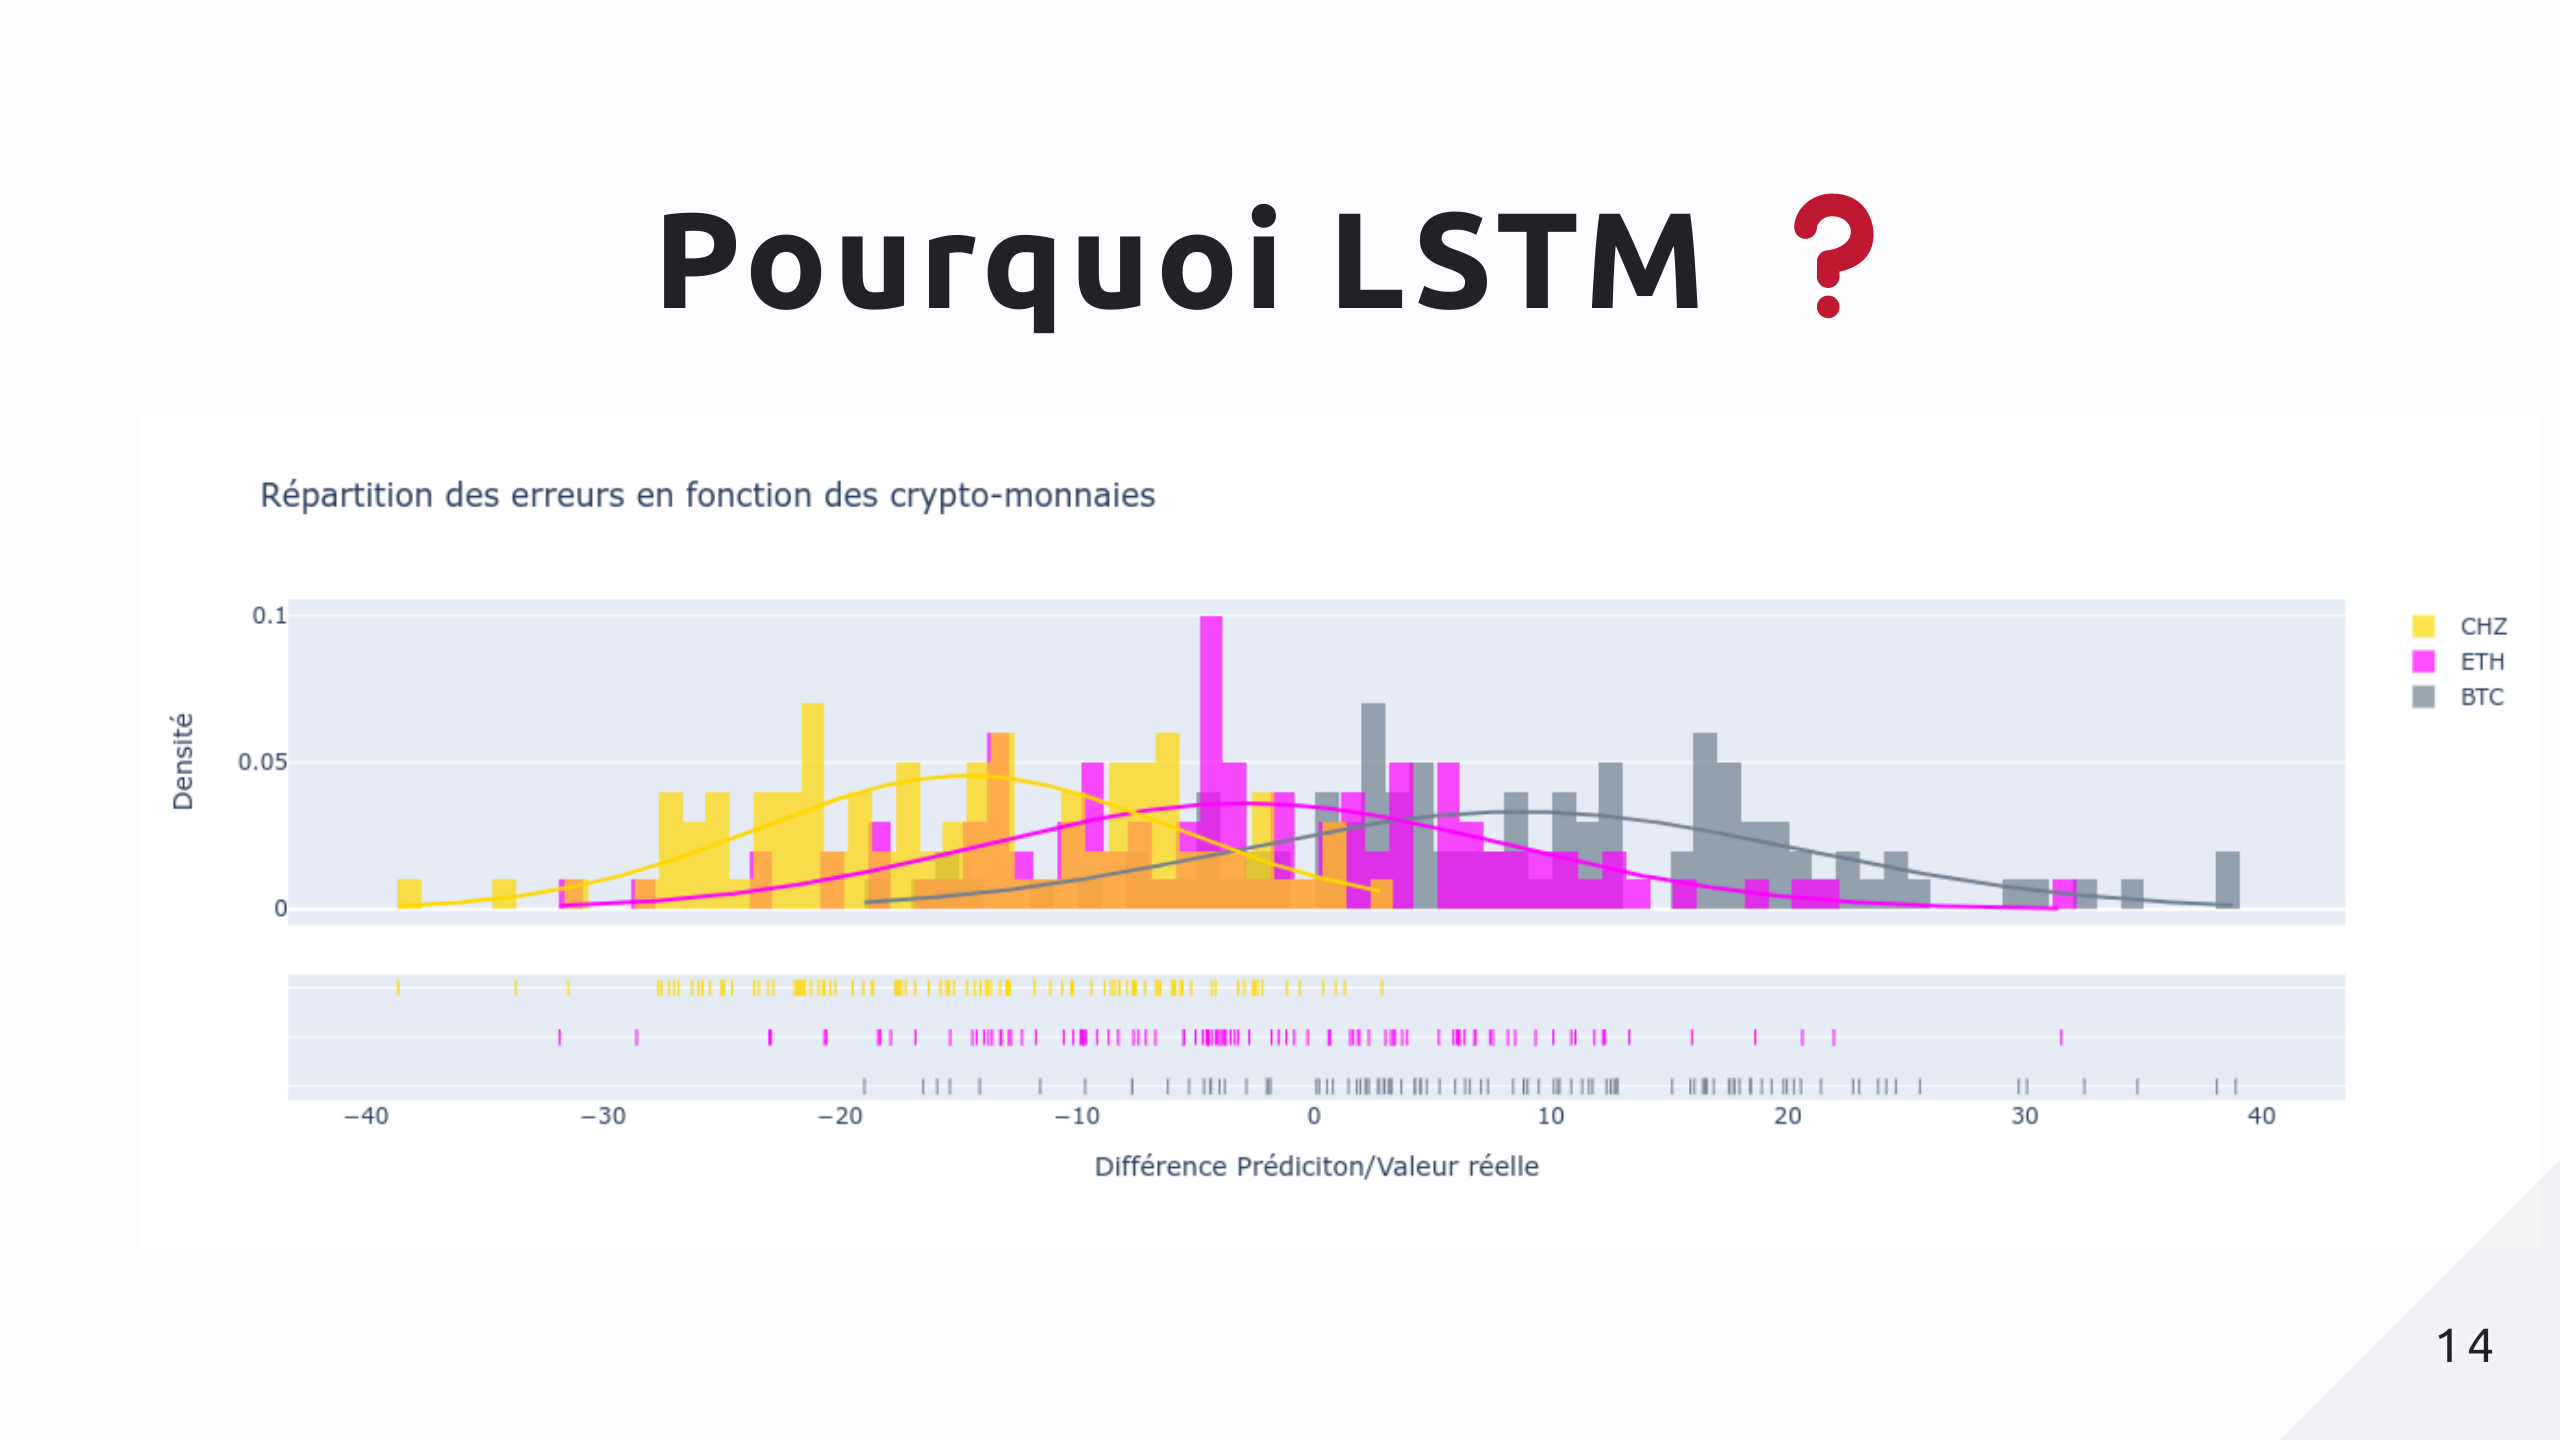 Pourquoi LSTM ?
Répartition des erreurs en fonction des crypto-monnaies
0.1
0.05
0
Densité
CHZ
ETH
BTC
−40 −30 −20 −10 0 10 20 30 40
Différence Prédiciton/Valeur réelle
14